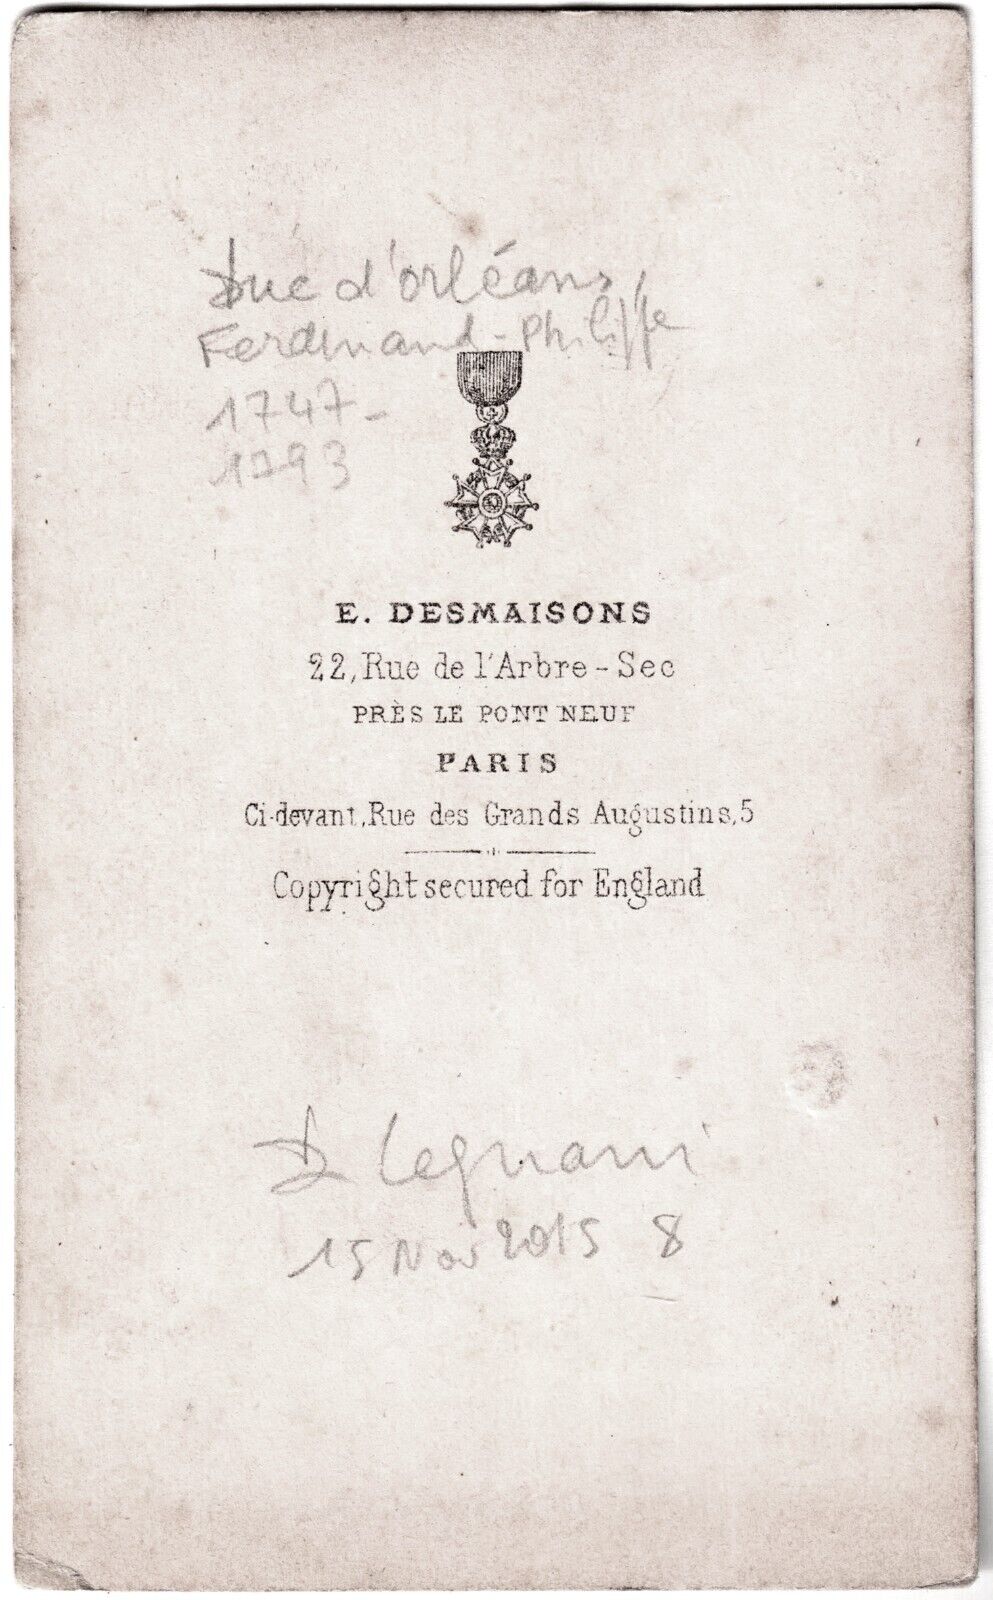 Duc d'orléans,
Ferdinand-Philippe
1747-
1793
E. DESMAISONS
22, Rue de l'Arbre-Sec
PRÈS LE PONT NEUF
PARIS
Ci-devant, Rue des Grands Augustins, 5
Copyright secured for England
D Legnani
15 Nov 2015 8